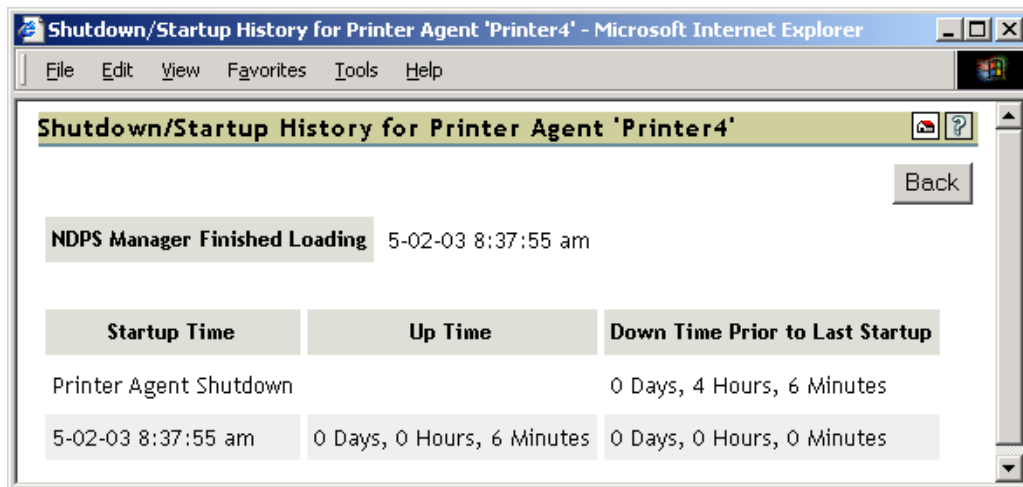 Shutdown/Startup History for Printer Agent 'Printer4' - Microsoft Internet Explorer
File Edit View Favorites Tools Help
Shutdown/Startup History for Printer Agent 'Printer4'
?
Back
NDPS Manager Finished Loading 5-02-03 8:37:55 am
Startup Time Up Time Down Time Prior to Last Startup
Printer Agent Shutdown 0 Days, 4 Hours, 6 Minutes
5-02-03 8:37:55 am 0 Days, 0 Hours, 6 Minutes 0 Days, 0 Hours, 0 Minutes